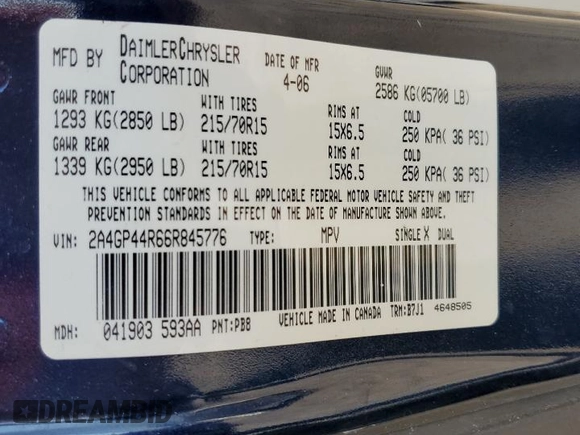 MFD BY DAIMLERCHRYSLER CORPORATION DATE OF MFR 4-06 GVWR 2586 KG(05700 LB)
GAWR FRONT WITH TIRES RIMS AT COLD
1293 KG(2850 LB) 215/70R15 15X6.5 250 KPA( 36 PSI)
GAWR REAR WITH TIRES RIMS AT COLD
1339 KG(2950 LB) 215/70R15 15X6.5 250 KPA( 36 PSI)
THIS VEHICLE CONFORMS TO ALL APPLICABLE FEDERAL MOTOR VEHICLE SAFETY AND THEFT
PREVENTION STANDARDS IN EFFECT ON THE DATE OF MANUFACTURE SHOWN ABOVE.
VIN: 2A4GP44R66R845776 TYPE: MPV SINGLE X DUAL
MDH: 041903 593AA PNT:PB8 VEHICLE MADE IN CANADA TRM:B7J1 4648505
DREAMBID